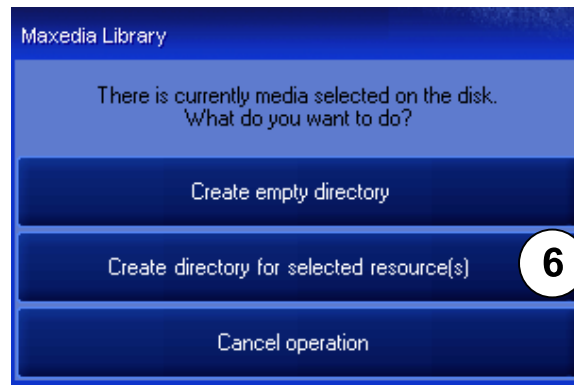 Maxedia Library
There is currently media selected on the disk.
What do you want to do?
Create empty directory
Create directory for selected resource(s)
6
Cancel operation